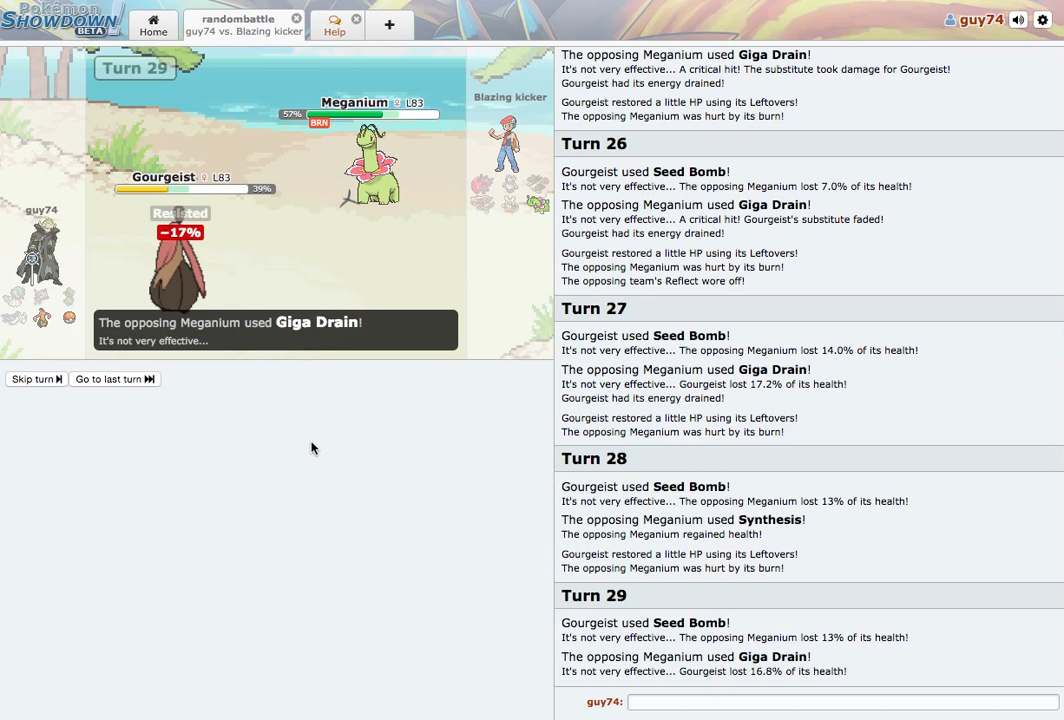 Pokémon
SHOWDOWN!
BETA
Home
randombattle
guy74 vs. Blazing kicker
Help
+
guy74
Turn 29
Meganium ♀ L83
57%
BRN
Blazing kicker
Gourgeist ♀ L83
39%
guy74
Resisted
−17%
The opposing Meganium used Giga Drain!
It's not very effective...
Skip turn
Go to last turn
The opposing Meganium used Giga Drain!
It's not very effective... A critical hit! The substitute took damage for Gourgeist!
Gourgeist had its energy drained!
Gourgeist restored a little HP using its Leftovers!
The opposing Meganium was hurt by its burn!
Turn 26
Gourgeist used Seed Bomb!
It's not very effective... The opposing Meganium lost 7.0% of its health!
The opposing Meganium used Giga Drain!
It's not very effective... A critical hit! Gourgeist's substitute faded!
Gourgeist had its energy drained!
Gourgeist restored a little HP using its Leftovers!
The opposing Meganium was hurt by its burn!
The opposing team's Reflect wore off!
Turn 27
Gourgeist used Seed Bomb!
It's not very effective... The opposing Meganium lost 14.0% of its health!
The opposing Meganium used Giga Drain!
It's not very effective... Gourgeist lost 17.2% of its health!
Gourgeist had its energy drained!
Gourgeist restored a little HP using its Leftovers!
The opposing Meganium was hurt by its burn!
Turn 28
Gourgeist used Seed Bomb!
It's not very effective... The opposing Meganium lost 13% of its health!
The opposing Meganium used Synthesis!
The opposing Meganium regained health!
Gourgeist restored a little HP using its Leftovers!
The opposing Meganium was hurt by its burn!
Turn 29
Gourgeist used Seed Bomb!
It's not very effective... The opposing Meganium lost 13% of its health!
The opposing Meganium used Giga Drain!
It's not very effective... Gourgeist lost 16.8% of its health!
guy74: